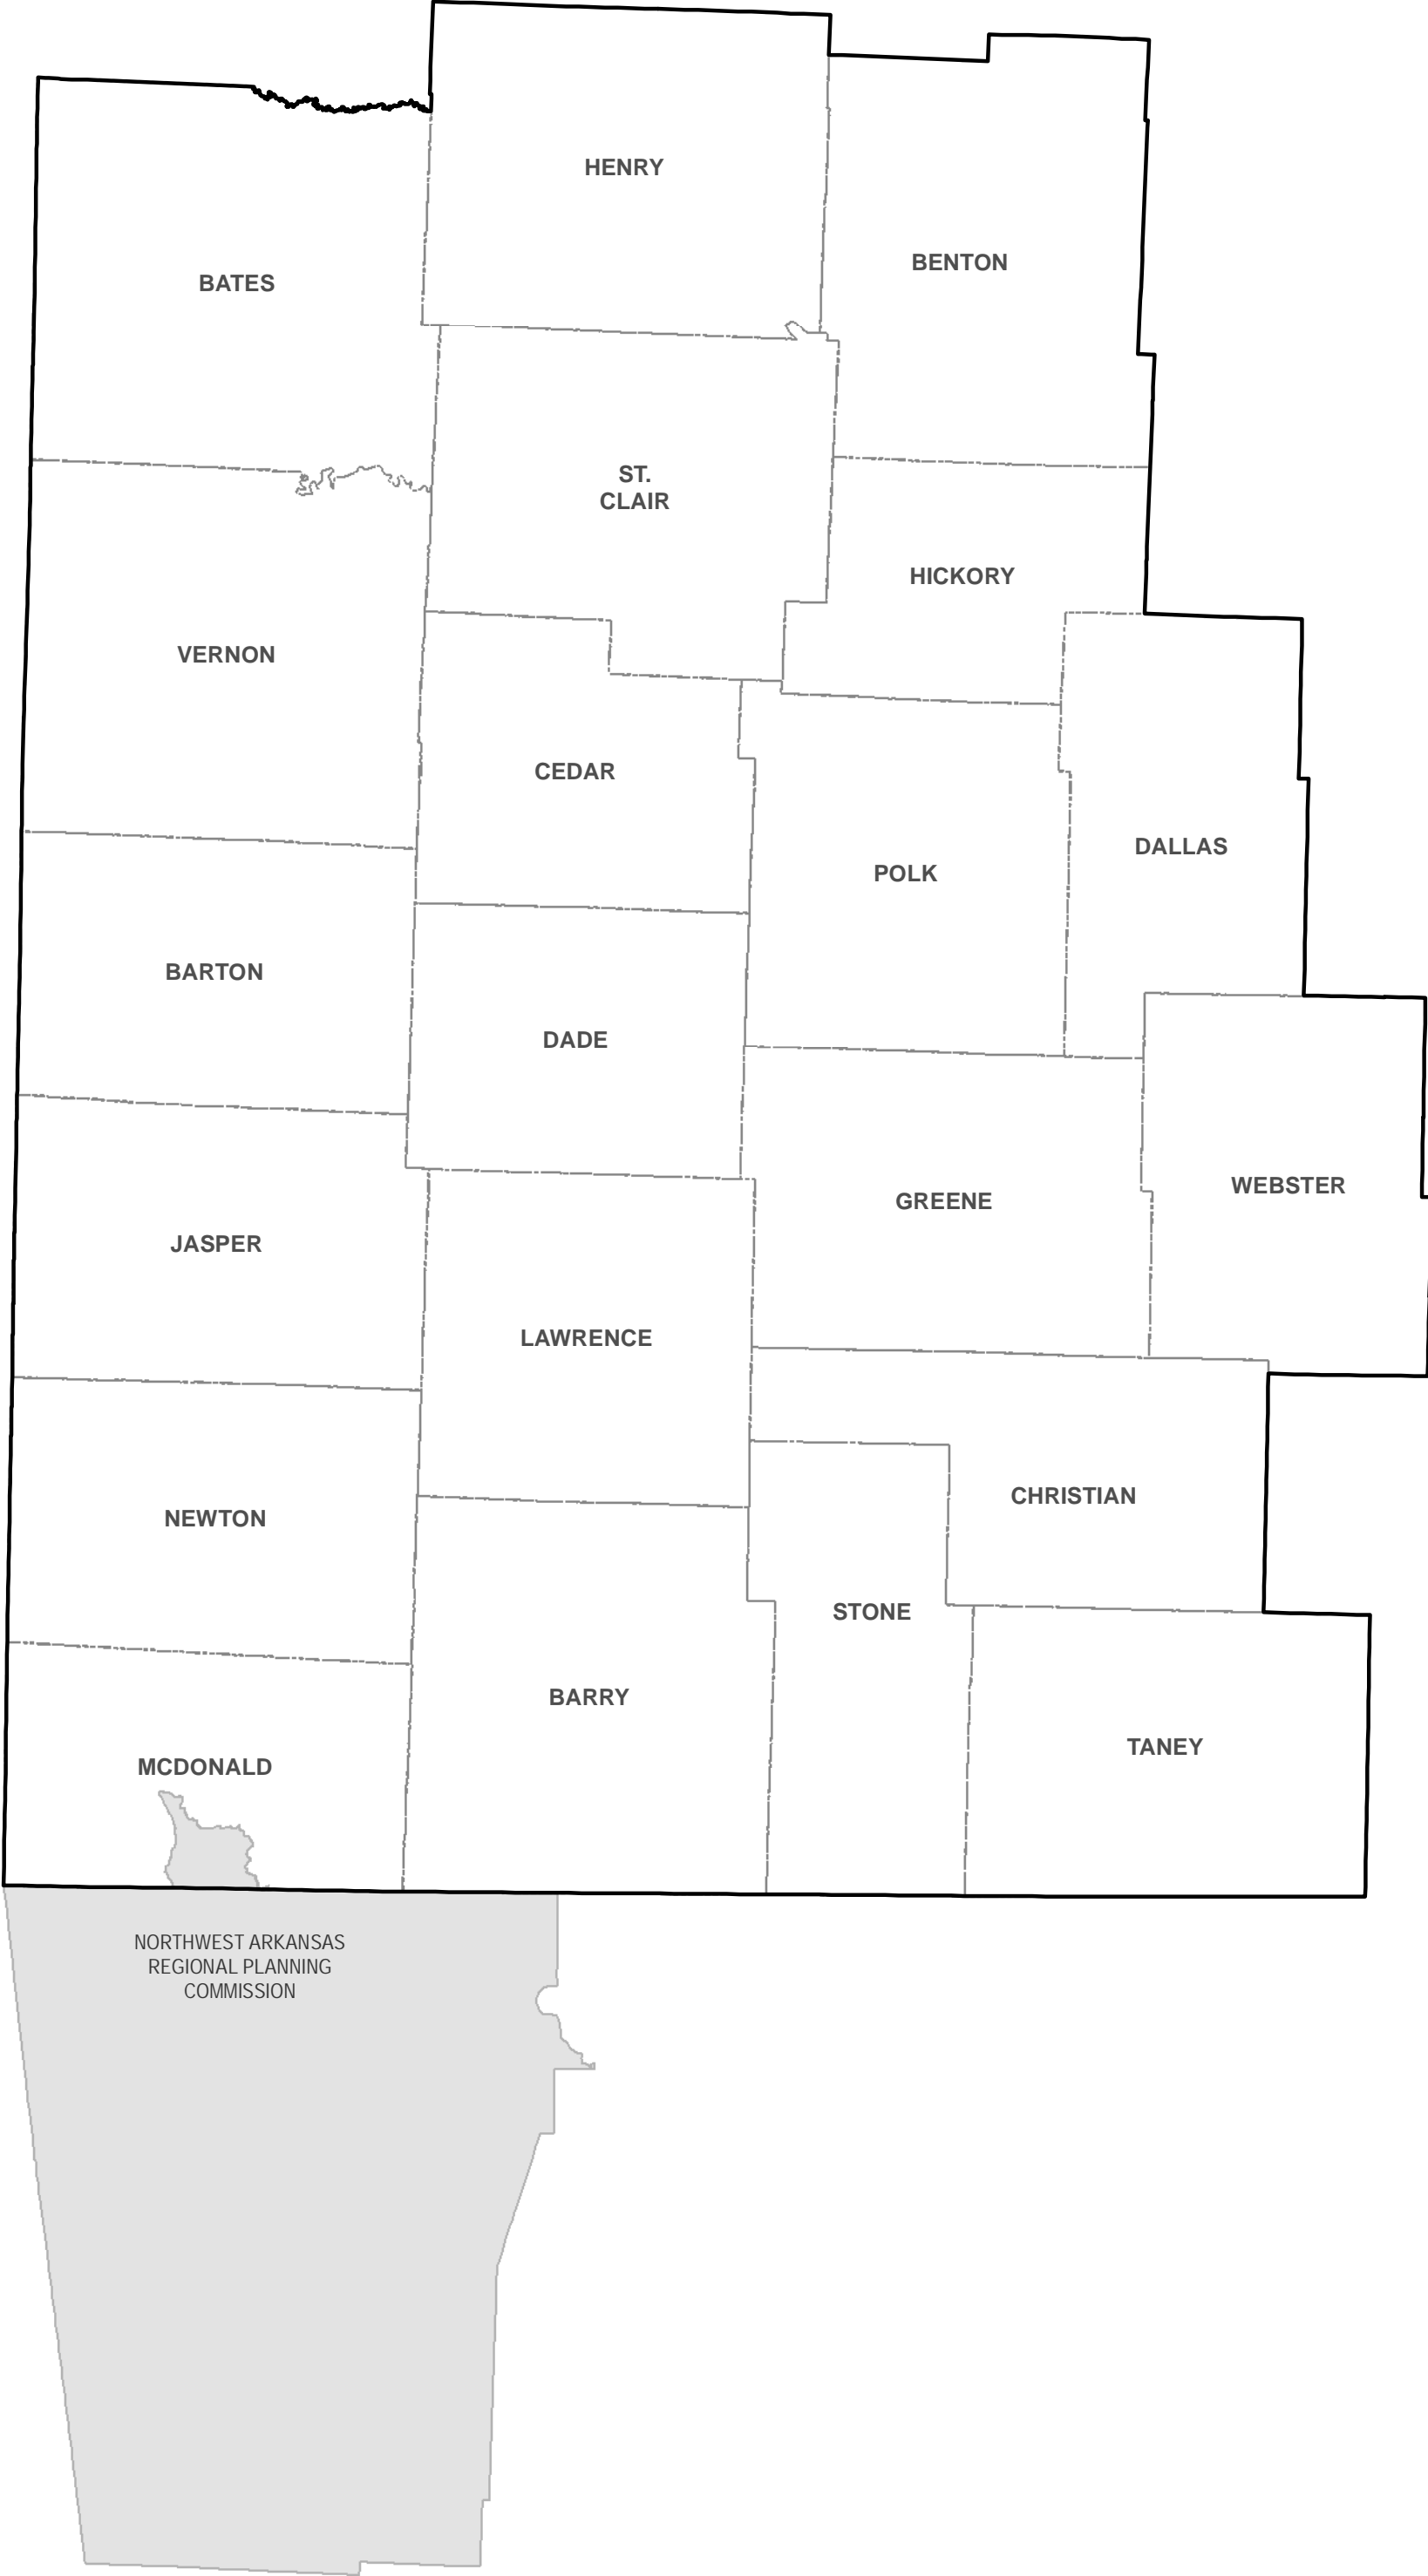 HENRY
BENTON
BATES
ST.
CLAIR
HICKORY
VERNON
CEDAR
DALLAS
POLK
BARTON
DADE
WEBSTER
GREENE
JASPER
LAWRENCE
CHRISTIAN
NEWTON
STONE
BARRY
TANEY
MCDONALD
NORTHWEST ARKANSAS
REGIONAL PLANNING
COMMISSION